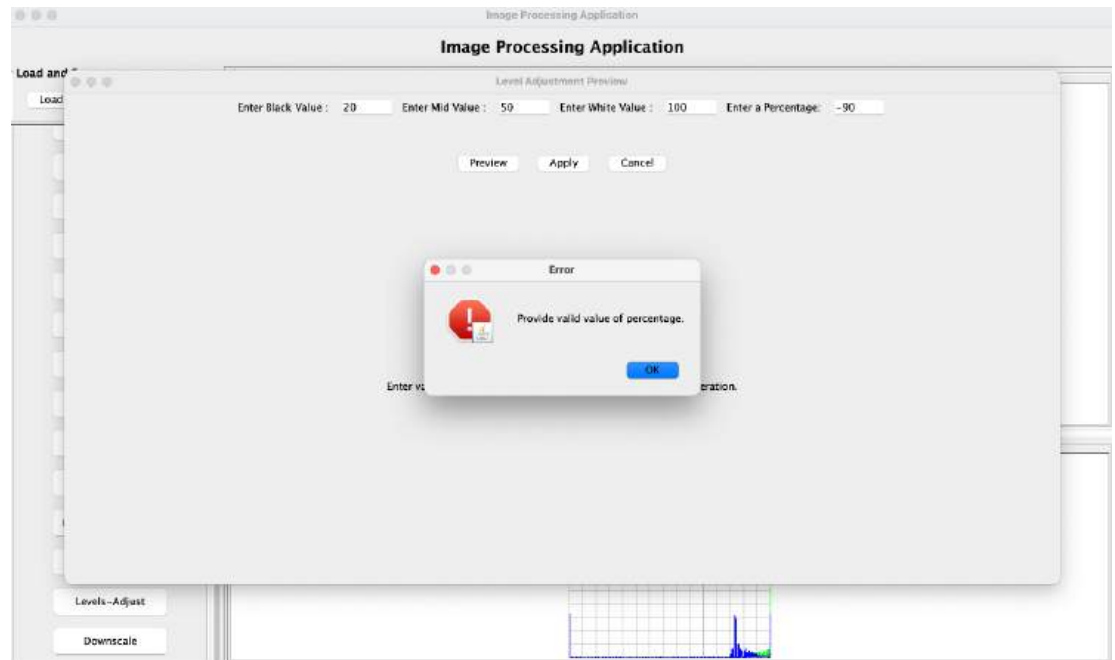 Image Processing Application
Image Processing Application
Load and
Level Adjustment Preview
Load
Enter Black Value : 20 Enter Mid Value : 50 Enter White Value : 100 Enter a Percentage: -90
Preview Apply Cancel
Error
Provide valid value of percentage.
OK
Enter
Levels-Adjust
Downscale